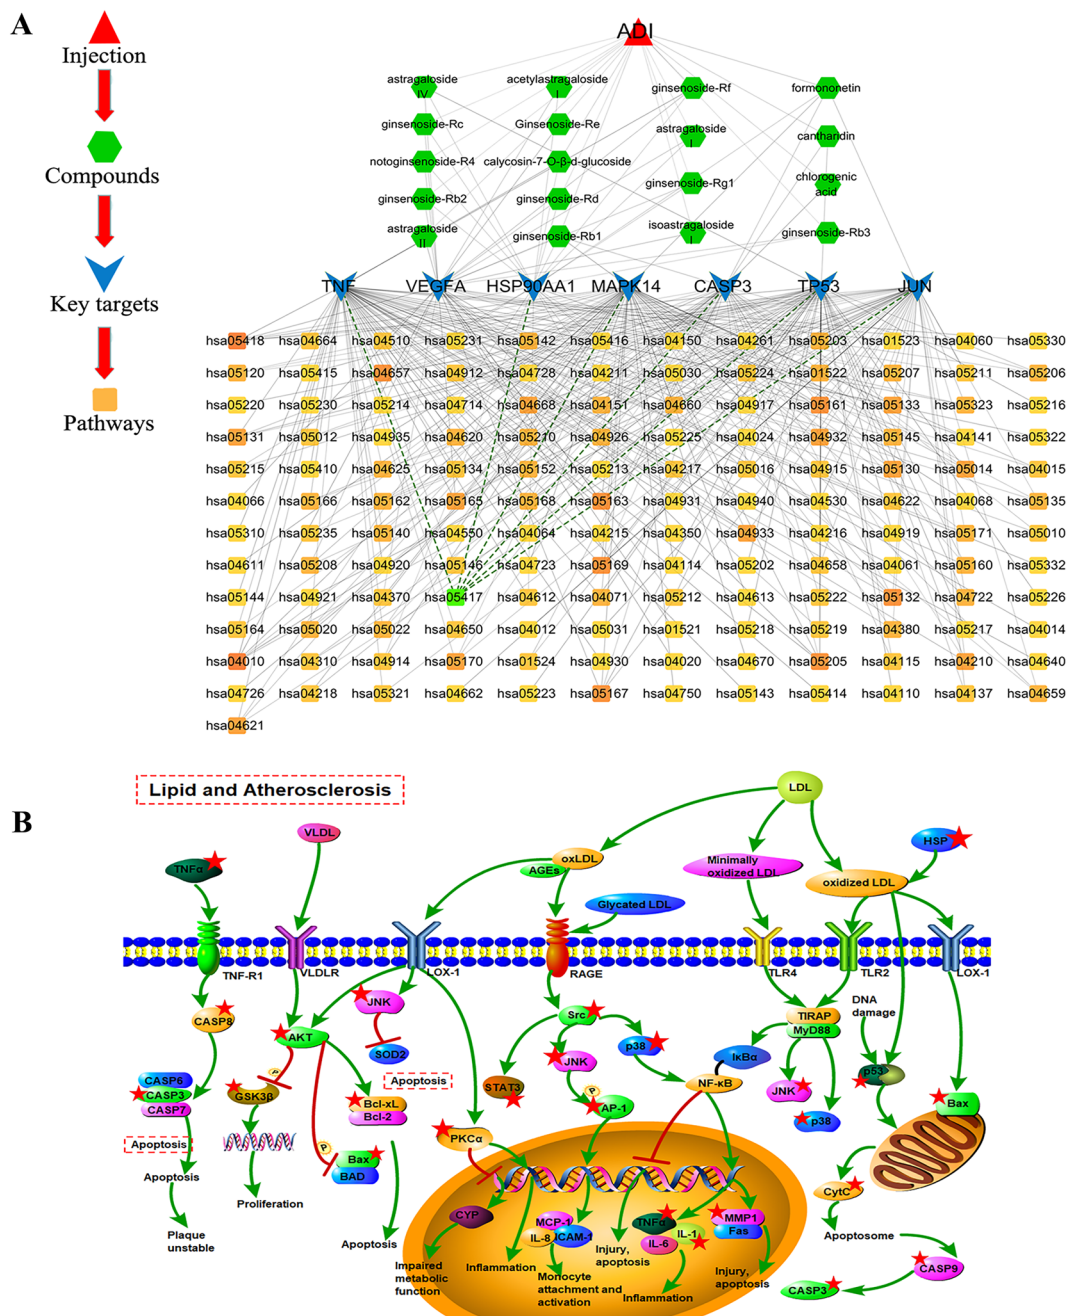 A
ADI
Injection
Compounds
Key targets
Pathways
astragaloside IV
acetylastragaloside I
ginsenoside-Rf
formononetin
ginsenoside-Rc
Ginsenoside-Re
astragaloside I
cantharidin
notoginsenoside-R4
calycosin-7-O-β-d-glucoside
ginsenoside-Rg1
chlorogenic acid
ginsenoside-Rb2
ginsenoside-Rd
astragaloside II
ginsenoside-Rb1
isoastragaloside I
ginsenoside-Rb3
TNF VEGFA HSP90AA1 MAPK14 CASP3 TP53 JUN
hsa05418 hsa04664 hsa04510 hsa05231 hsa05142 hsa05416 hsa04150 hsa04261 hsa05203 hsa01523 hsa04060 hsa05330
hsa05120 hsa05415 hsa04657 hsa04912 hsa04728 hsa04211 hsa05030 hsa05224 hsa01522 hsa05207 hsa05211 hsa05206
hsa05220 hsa05230 hsa05214 hsa04714 hsa04668 hsa04151 hsa04660 hsa04917 hsa05161 hsa05133 hsa05323 hsa05216
hsa05131 hsa05012 hsa04935 hsa04620 hsa05210 hsa04926 hsa05225 hsa04024 hsa04932 hsa05145 hsa04141 hsa05322
hsa05215 hsa05410 hsa04625 hsa05134 hsa05152 hsa05213 hsa04217 hsa05016 hsa04915 hsa05130 hsa05014 hsa04015
hsa04066 hsa05166 hsa05162 hsa05165 hsa05168 hsa05163 hsa04931 hsa04940 hsa04530 hsa04622 hsa04068 hsa05135
hsa05310 hsa05235 hsa05140 hsa04550 hsa04064 hsa04215 hsa04350 hsa04933 hsa04216 hsa04919 hsa05171 hsa05010
hsa04611 hsa05208 hsa04920 hsa05146 hsa04723 hsa05169 hsa04114 hsa05202 hsa04658 hsa04061 hsa05160 hsa05332
hsa05144 hsa04921 hsa04370 hsa05417 hsa04612 hsa04071 hsa05212 hsa04613 hsa05222 hsa05132 hsa04722 hsa05226
hsa05164 hsa05020 hsa05022 hsa04650 hsa04012 hsa05031 hsa01521 hsa05218 hsa05219 hsa04380 hsa05217 hsa04014
hsa04010 hsa04310 hsa04914 hsa05170 hsa01524 hsa04930 hsa04020 hsa04670 hsa05205 hsa04115 hsa04210 hsa04640
hsa04726 hsa04218 hsa05321 hsa04662 hsa05223 hsa05167 hsa04750 hsa05143 hsa05414 hsa04110 hsa04137 hsa04659
hsa04621
B
Lipid and Atherosclerosis
LDL
VLDL
HSP
TNFα
oxLDL
AGEs
Minimally
oxidized LDL
oxidized LDL
Glycated LDL
TNF-R1
VLDLR
LOX-1
RAGE
TLR4
TLR2
LOX-1
CASP8
AKT
JNK
SOD2
Src
p38
TIRAP
MyD88
DNA
damage
IκBα
CASP6
CASP3
CASP7
P
GSK3β
Apoptosis
Bcl-xL
Bcl-2
STAT3
JNK
P
AP-1
NF-κB
JNK
p38
p53
Bax
Apoptosis
Apoptosis
Plaque
unstable
Proliferation
P
Bax
BAD
Apoptosis
PKCα
CYP
MCP-1
IL-8
ICAM-1
TNFα
IL-6
IL-1
MMP1
Fas
CytC
Apoptosome
Impaired
metabolic
function
Inflammation
Monocyte
attachment and
activation
Injury,
apoptosis
Inflammation
Injury,
apoptosis
CASP9
CASP3